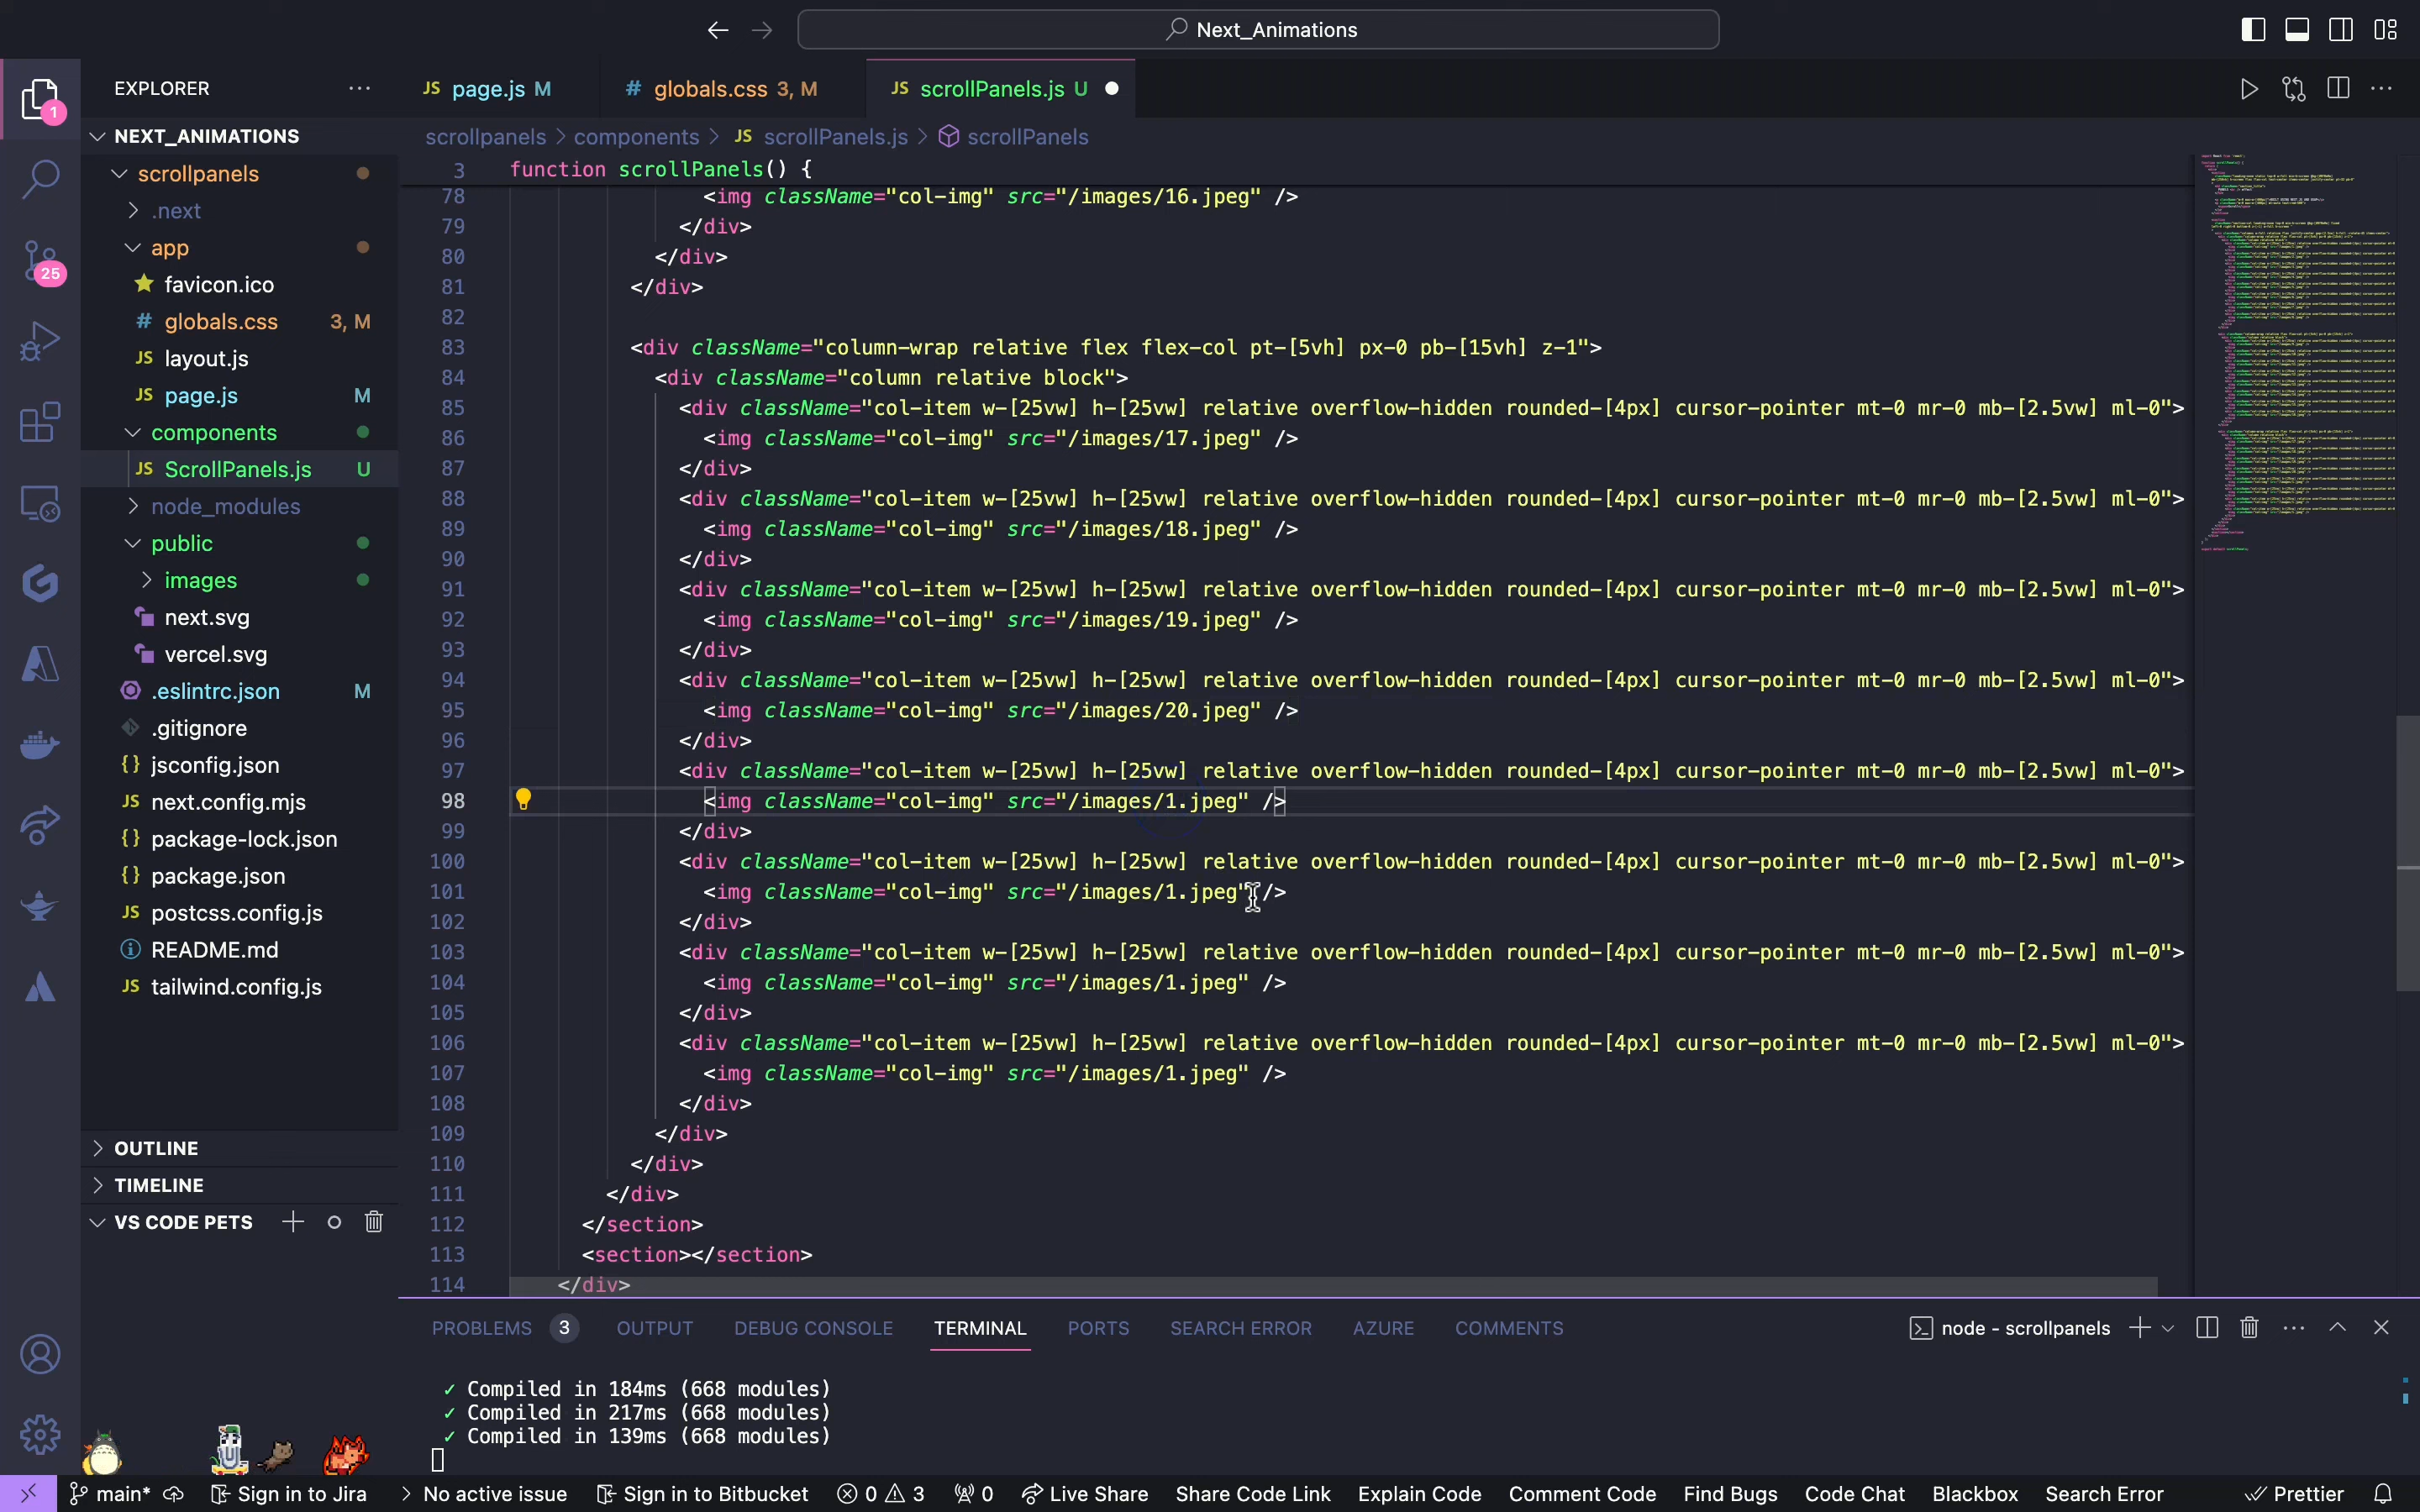 Next_Animations
EXPLORER
JS page.js M
# globals.css 3, M
JS scrollPanels.js U
NEXT_ANIMATIONS
scrollpanels
.next
app
favicon.ico
# globals.css 3, M
JS layout.js
JS page.js M
components
JS ScrollPanels.js U
node_modules
public
images
next.svg
vercel.svg
.eslintrc.json M
.gitignore
{} jsconfig.json
JS next.config.mjs
{} package-lock.json
{} package.json
JS postcss.config.js
README.md
JS tailwind.config.js
OUTLINE
TIMELINE
VS CODE PETS
1
25
scrollpanels > components > JS scrollPanels.js > scrollPanels
3 function scrollPanels() {
78 <img className="col-img" src="/images/16.jpeg" />
79 </div>
80 </div>
81 </div>
82
83 <div className="column-wrap relative flex flex-col pt-[5vh] px-0 pb-[15vh] z-1">
84 <div className="column relative block">
85 <div className="col-item w-[25vw] h-[25vw] relative overflow-hidden rounded-[4px] cursor-pointer mt-0 mr-0 mb-[2.5vw] ml-0">
86 <img className="col-img" src="/images/17.jpeg" />
87 </div>
88 <div className="col-item w-[25vw] h-[25vw] relative overflow-hidden rounded-[4px] cursor-pointer mt-0 mr-0 mb-[2.5vw] ml-0">
89 <img className="col-img" src="/images/18.jpeg" />
90 </div>
91 <div className="col-item w-[25vw] h-[25vw] relative overflow-hidden rounded-[4px] cursor-pointer mt-0 mr-0 mb-[2.5vw] ml-0">
92 <img className="col-img" src="/images/19.jpeg" />
93 </div>
94 <div className="col-item w-[25vw] h-[25vw] relative overflow-hidden rounded-[4px] cursor-pointer mt-0 mr-0 mb-[2.5vw] ml-0">
95 <img className="col-img" src="/images/20.jpeg" />
96 </div>
97 <div className="col-item w-[25vw] h-[25vw] relative overflow-hidden rounded-[4px] cursor-pointer mt-0 mr-0 mb-[2.5vw] ml-0">
98 <img className="col-img" src="/images/1.jpeg" />
99 </div>
100 <div className="col-item w-[25vw] h-[25vw] relative overflow-hidden rounded-[4px] cursor-pointer mt-0 mr-0 mb-[2.5vw] ml-0">
101 <img className="col-img" src="/images/1.jpeg" />
102 </div>
103 <div className="col-item w-[25vw] h-[25vw] relative overflow-hidden rounded-[4px] cursor-pointer mt-0 mr-0 mb-[2.5vw] ml-0">
104 <img className="col-img" src="/images/1.jpeg" />
105 </div>
106 <div className="col-item w-[25vw] h-[25vw] relative overflow-hidden rounded-[4px] cursor-pointer mt-0 mr-0 mb-[2.5vw] ml-0">
107 <img className="col-img" src="/images/1.jpeg" />
108 </div>
109 </div>
110 </div>
111 </div>
112 </section>
113 <section></section>
114 </div>
PROBLEMS 3 OUTPUT DEBUG CONSOLE TERMINAL PORTS SEARCH ERROR AZURE COMMENTS
node - scrollpanels
✓ Compiled in 184ms (668 modules)
✓ Compiled in 217ms (668 modules)
✓ Compiled in 139ms (668 modules)
main* Sign in to Jira > No active issue Sign in to Bitbucket 0 3 0 Live Share Share Code Link Explain Code Comment Code Find Bugs Code Chat Blackbox Search Error Prettier